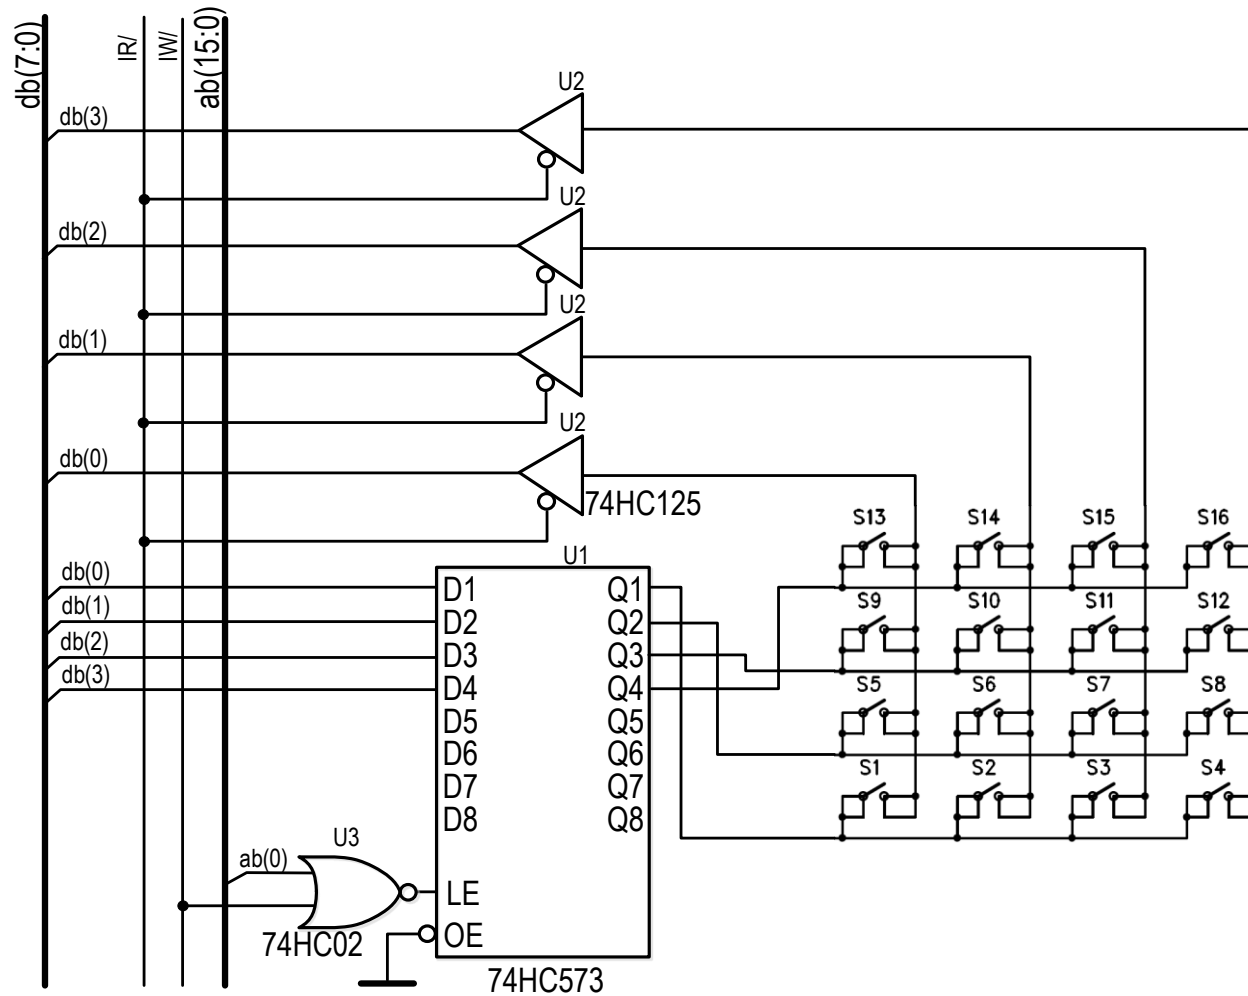 db(7:0)
IR/
IW/
ab(15:0)
U2
db(3)
U2
db(2)
U2
db(1)
U2
db(0)
74HC125
S13 S14 S15 S16
U1
db(0) D1 Q1
db(1) D2 Q2
S9 S10 S11 S12
db(2) D3 Q3
db(3) D4 Q4
S5 S6 S7 S8
D5 Q5
D6 Q6
S1 S2 S3 S4
D7 Q7
D8 Q8
U3
ab(0)
LE
74HC02
OE
74HC573